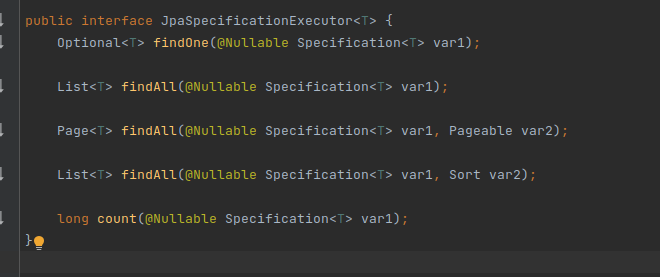 public interface JpaSpecificationExecutor<T> {
Optional<T> findOne(@Nullable Specification<T> var1);
List<T> findAll(@Nullable Specification<T> var1);
Page<T> findAll(@Nullable Specification<T> var1, Pageable var2);
List<T> findAll(@Nullable Specification<T> var1, Sort var2);
long count(@Nullable Specification<T> var1);
}